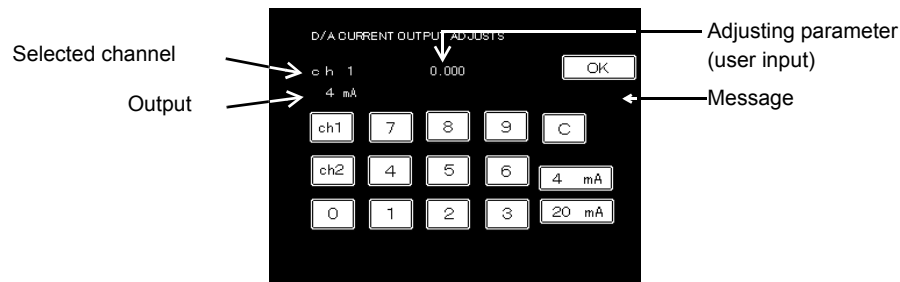 D/A CURRENT OUTPUT ADJUSTS
Selected channel
ch 1
0.000
OK
Adjusting parameter
(user input)
Output
4 mA
Message
ch1
7
8
9
C
ch2
4
5
6
4 mA
0
1
2
3
20 mA